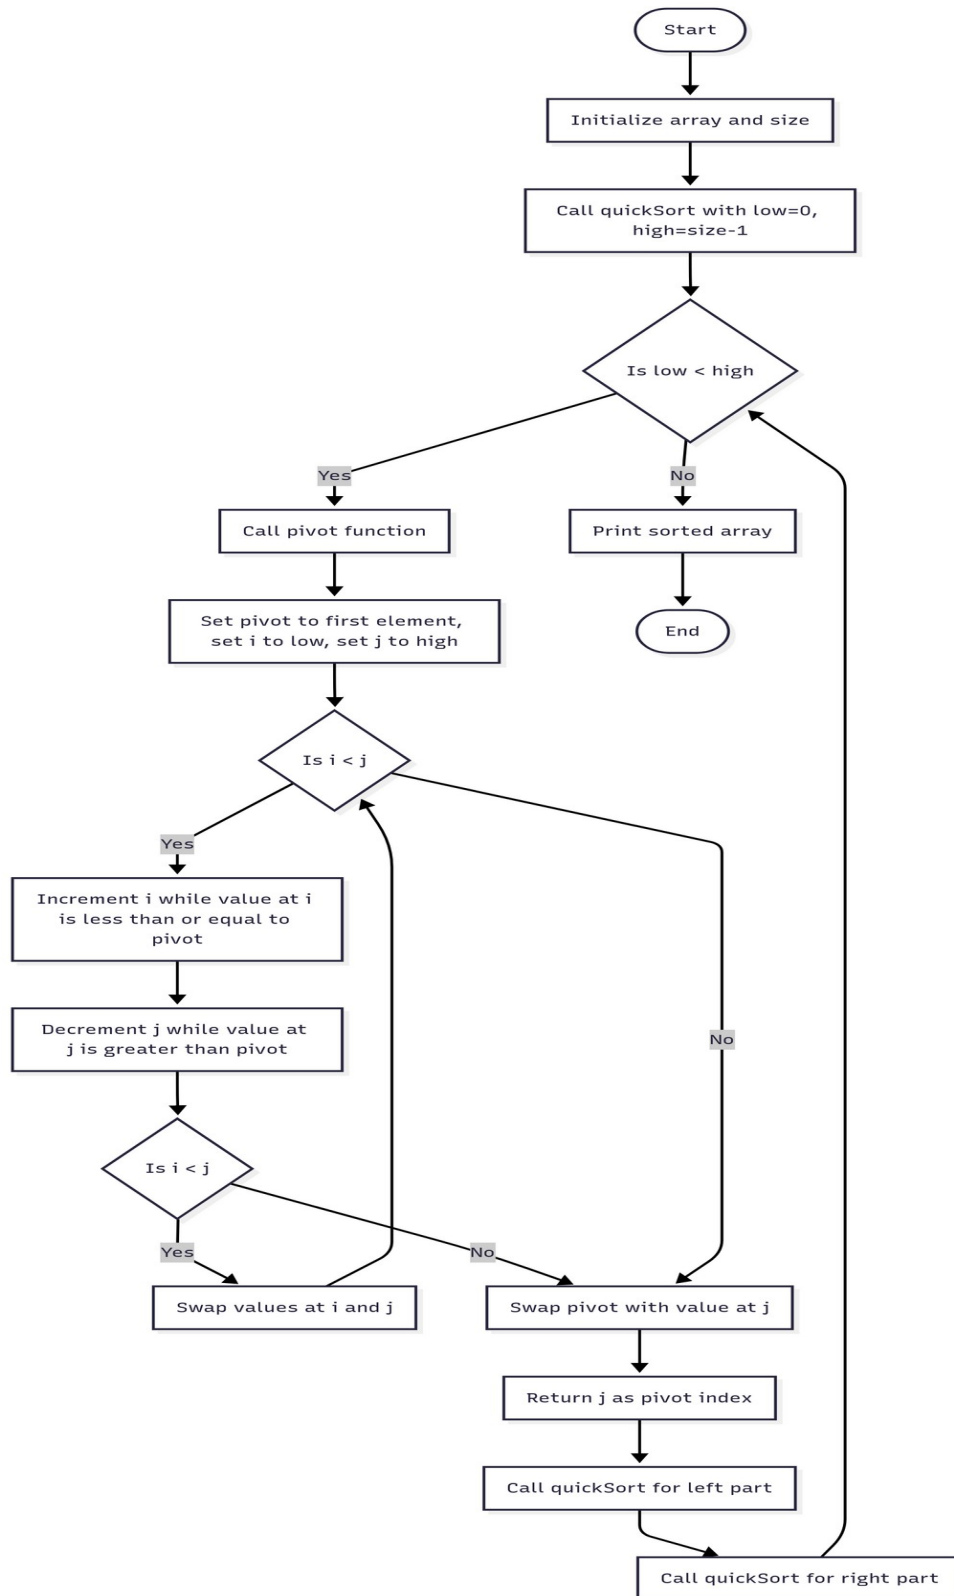 Start
Initialize array and size
Call quickSort with low=0,
high=size-1
Is low < high
Yes
No
Call pivot function
Print sorted array
Set pivot to first element,
set i to low, set j to high
End
Is i < j
Yes
Increment i while value at i
is less than or equal to
pivot
Decrement j while value at
j is greater than pivot
No
Is i < j
Yes
No
Swap values at i and j
Swap pivot with value at j
Return j as pivot index
Call quickSort for left part
Call quickSort for right part